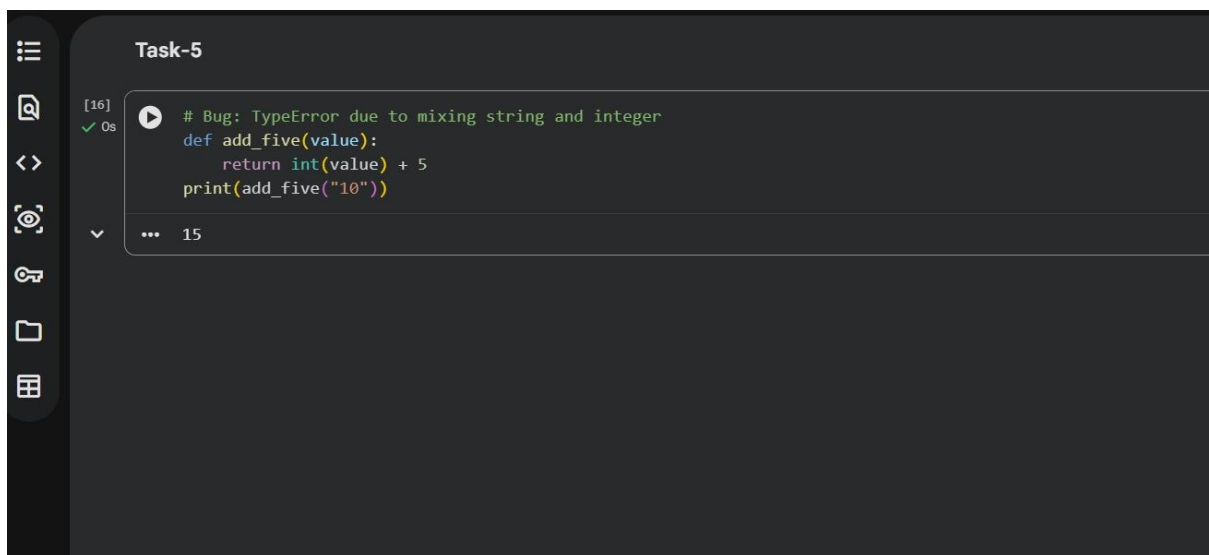 Task-5
[16]
0s
# Bug: TypeError due to mixing string and integer
def add_five(value):
    return int(value) + 5
print(add_five("10"))
15